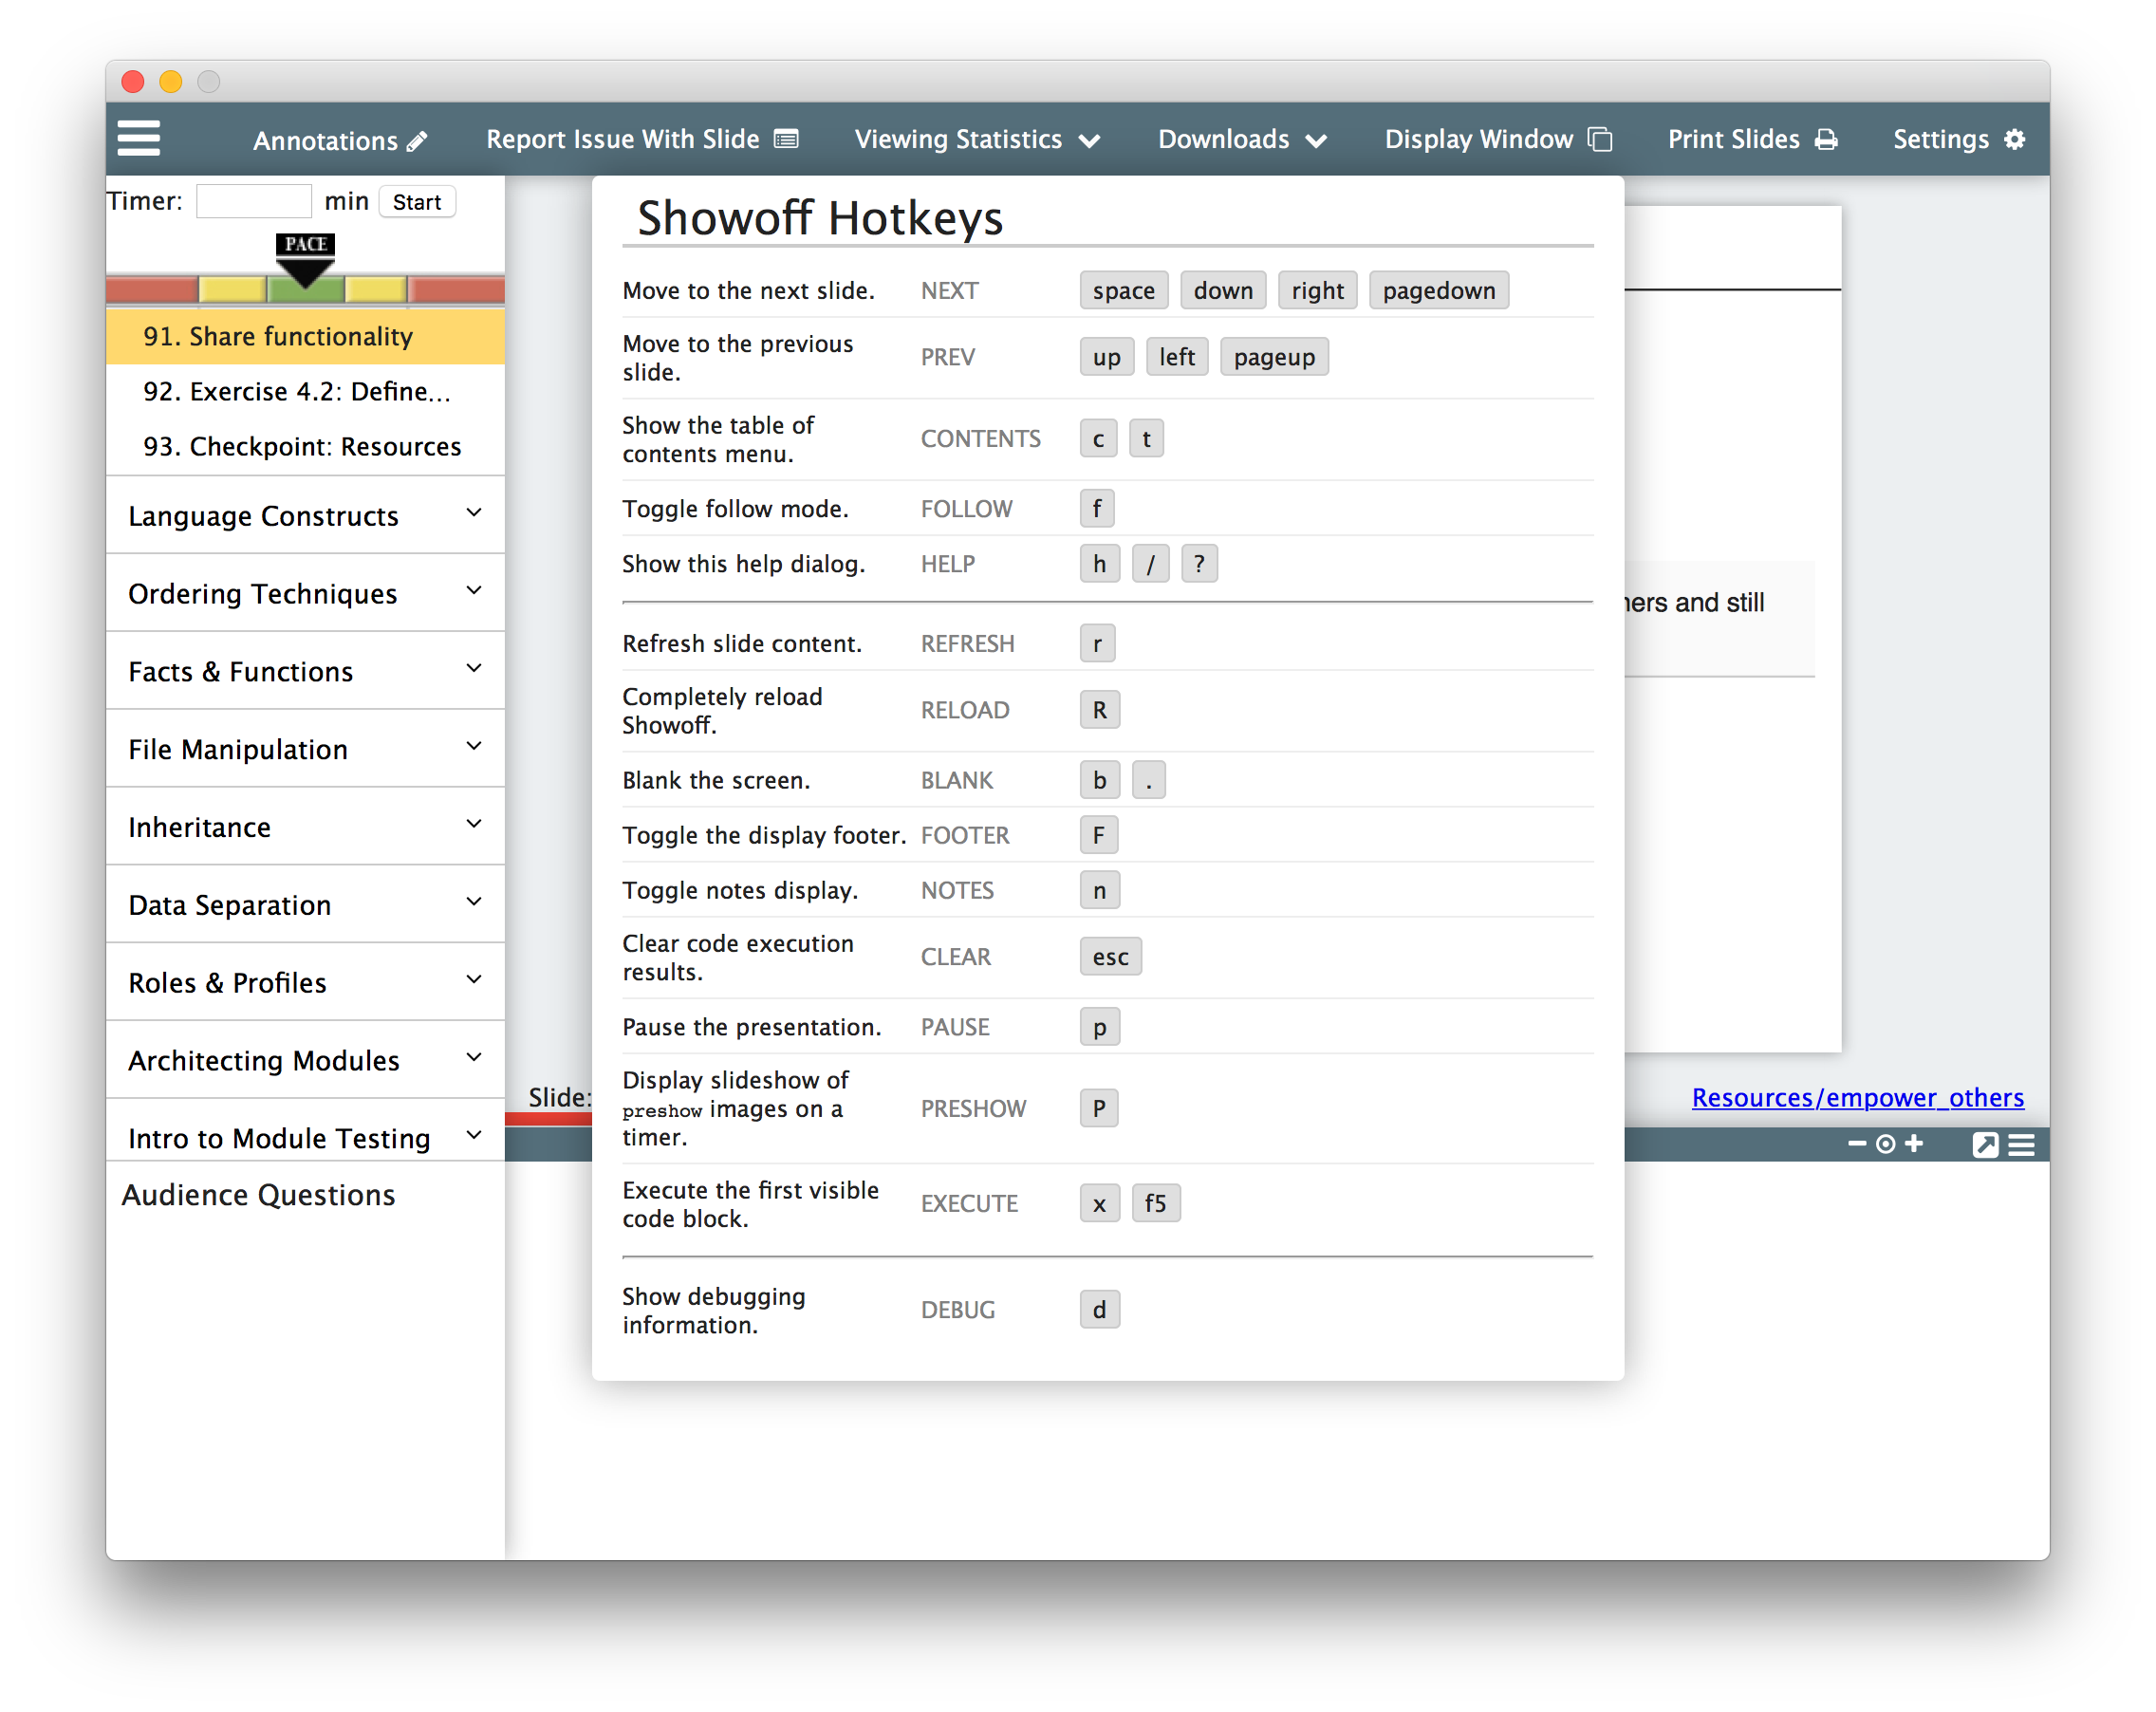 Annotations
Report Issue With Slide
Viewing Statistics
Downloads
Display Window
Print Slides
Settings
Timer: min Start
PACE
91. Share functionality
92. Exercise 4.2: Define...
93. Checkpoint: Resources
Language Constructs
Ordering Techniques
Facts & Functions
File Manipulation
Inheritance
Data Separation
Roles & Profiles
Architecting Modules
Intro to Module Testing
Audience Questions
Showoff Hotkeys
Move to the next slide. NEXT space down right pagedown
Move to the previous
slide. PREV up left pageup
Show the table of
contents menu. CONTENTS c t
Toggle follow mode. FOLLOW f
Show this help dialog. HELP h / ?
Refresh slide content. REFRESH r
Completely reload
Showoff. RELOAD R
Blank the screen. BLANK b .
Toggle the display footer. FOOTER F
Toggle notes display. NOTES n
Clear code execution
results. CLEAR esc
Pause the presentation. PAUSE p
Display slideshow of
preshow images on a
timer. PRESHOW P
Execute the first visible
code block. EXECUTE x f5
Show debugging
information. DEBUG d
and still
Slide:
Resources/empower_others